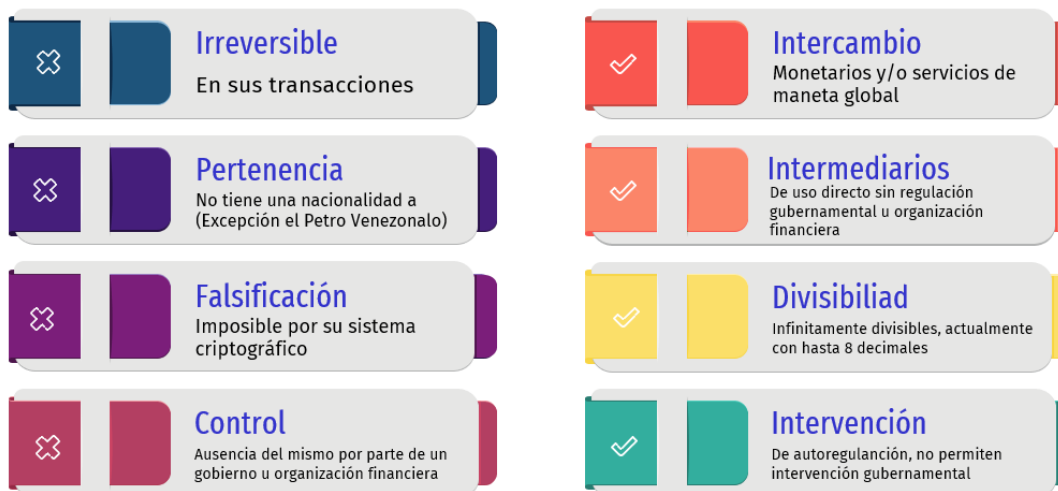 Irreversible
En sus transacciones
Pertenencia
No tiene una nacionalidad a
(Excepción el Petro Venezonalo)
Falsificación
Imposible por su sistema
criptográfico
Control
Ausencia del mismo por parte de un
gobierno u organización financiera
Intercambio
Monetarios y/o servicios de
maneta global
Intermediarios
De uso directo sin regulación
gubernamental u organización
financiera
Divisibiliad
Infinitamente divisibles, actualmente
con hasta 8 decimales
Intervención
De autoregulanción, no permiten
intervención gubernamental